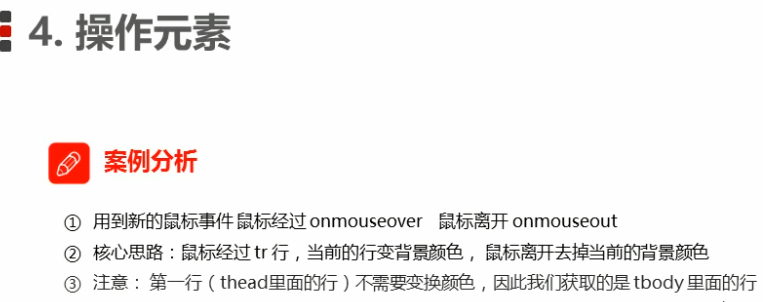 4. 操作元素
案例分析
① 用到新的鼠标事件 鼠标经过 onmouseover 鼠标离开 onmouseout
② 核心思路：鼠标经过 tr 行，当前的行变背景颜色， 鼠标离开去掉当前的背景颜色
③ 注意： 第一行（thead里面的行）不需要变换颜色，因此我们获取的是 tbody 里面的行